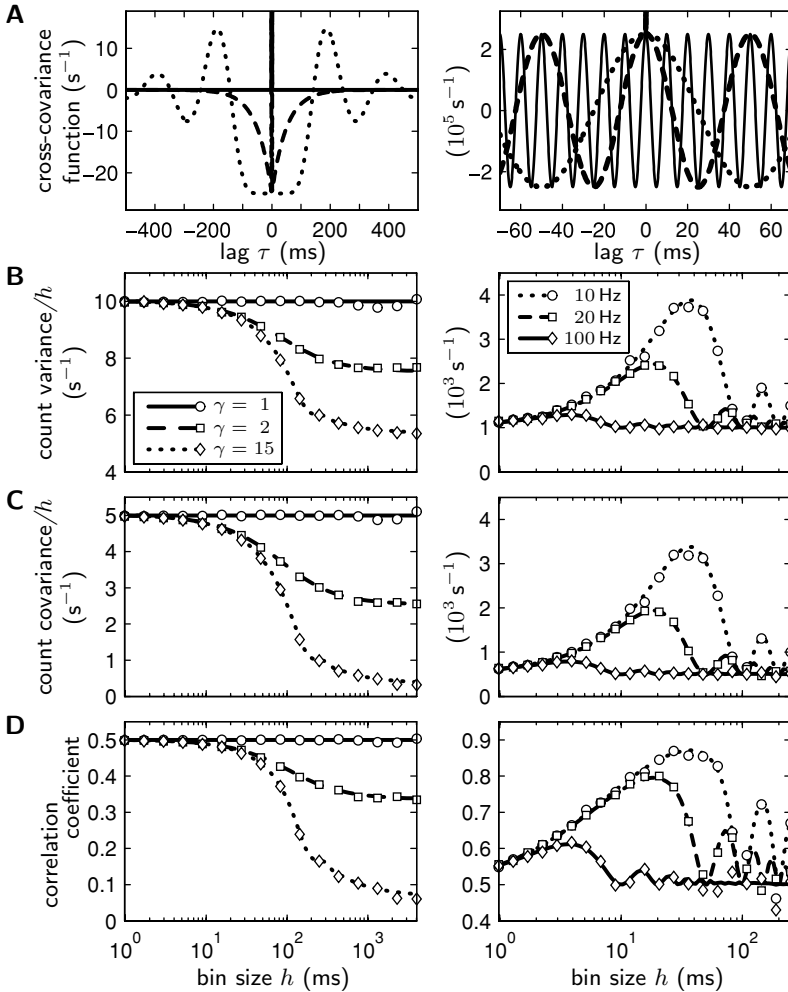 A
cross-covariance
function (s⁻¹)
0
−10
−20
−400 −200 0 200 400
lag τ (ms)
(10⁵ s⁻¹)
2
0
−2
−60 −40 −20 0 20 40 60
lag τ (ms)
B
count variance/h
(s⁻¹)
10
8
6
4
γ = 1
γ = 2
γ = 15
(10³ s⁻¹)
4
3
2
1
0
10 Hz
20 Hz
100 Hz
C
count covariance/h
(s⁻¹)
5
4
3
2
1
0
(10³ s⁻¹)
4
3
2
1
0
D
correlation
coefficient
0.5
0.4
0.3
0.2
0.1
0
10⁰ 10¹ 10² 10³
bin size h (ms)
0.9
0.8
0.7
0.6
0.5
0.4
10⁰ 10¹ 10²
bin size h (ms)